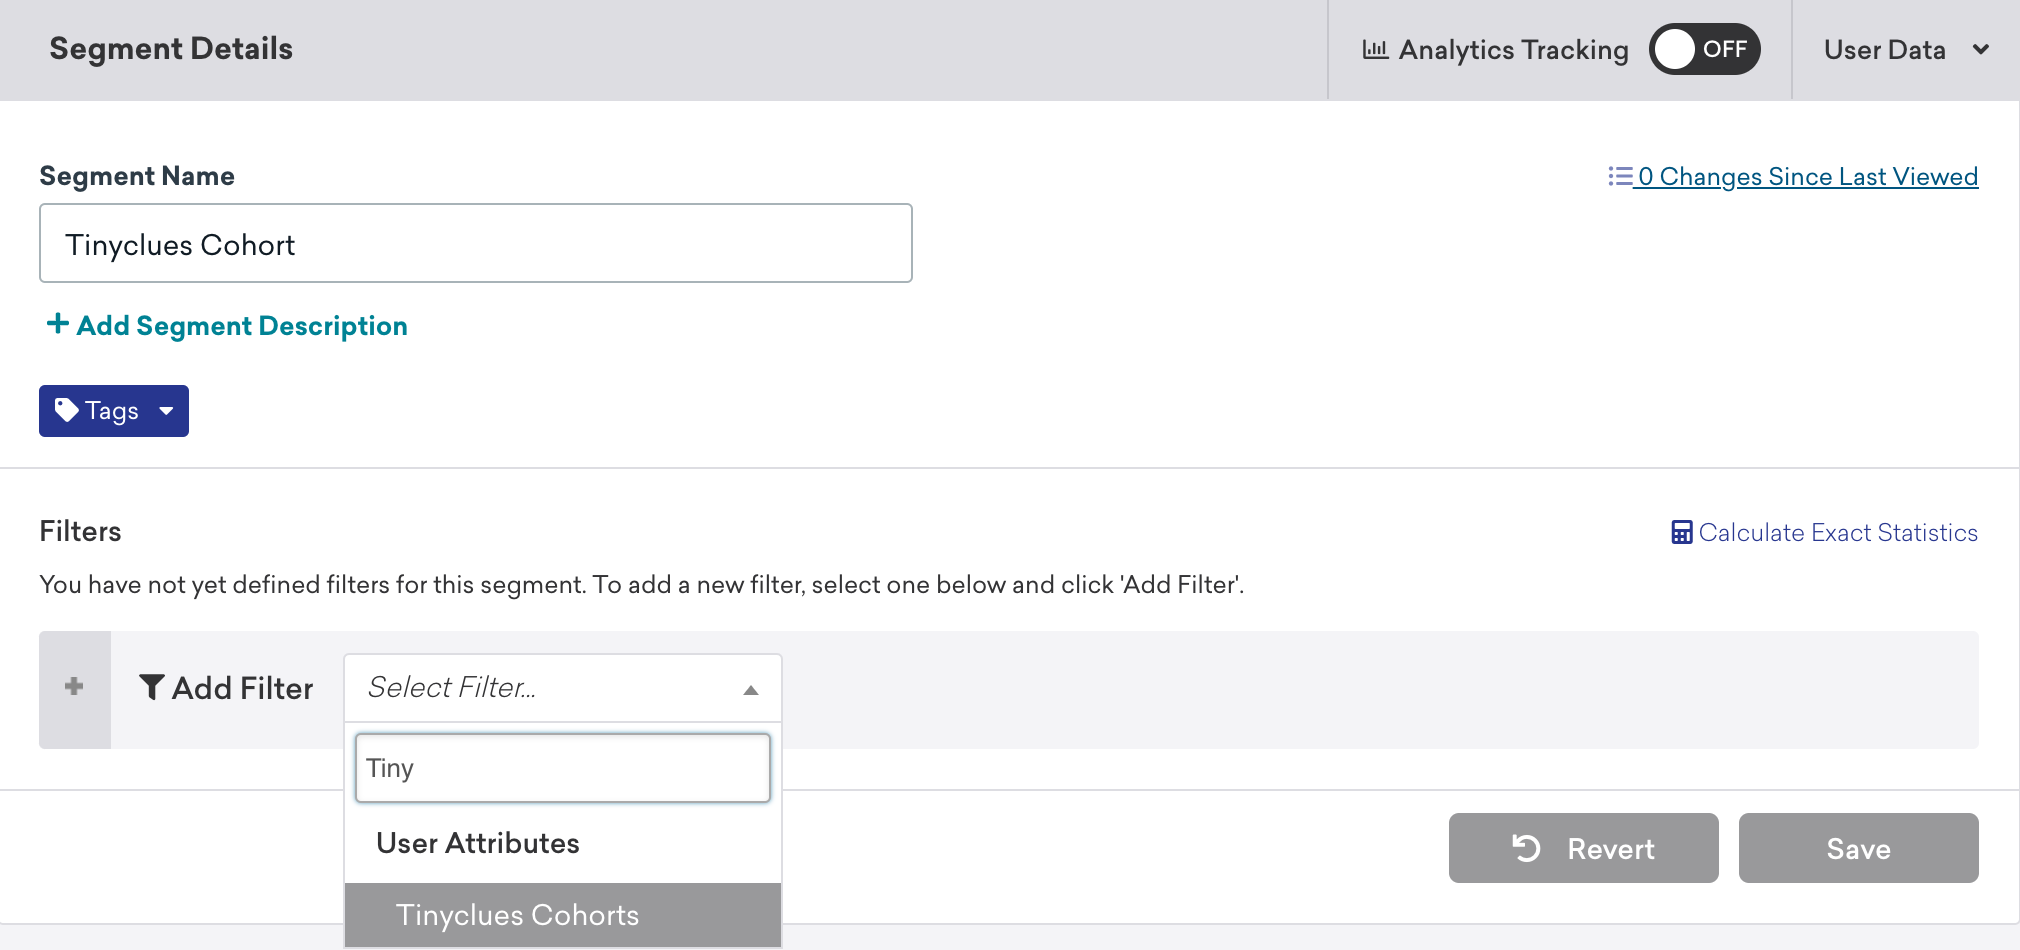 Segment Details
Analytics Tracking OFF
User Data
Segment Name
0 Changes Since Last Viewed
Tinyclues Cohort
+ Add Segment Description
Tags
Filters
Calculate Exact Statistics
You have not yet defined filters for this segment. To add a new filter, select one below and click 'Add Filter'.
+ Add Filter
Select Filter...
Tiny
User Attributes
Tinyclues Cohorts
Revert
Save